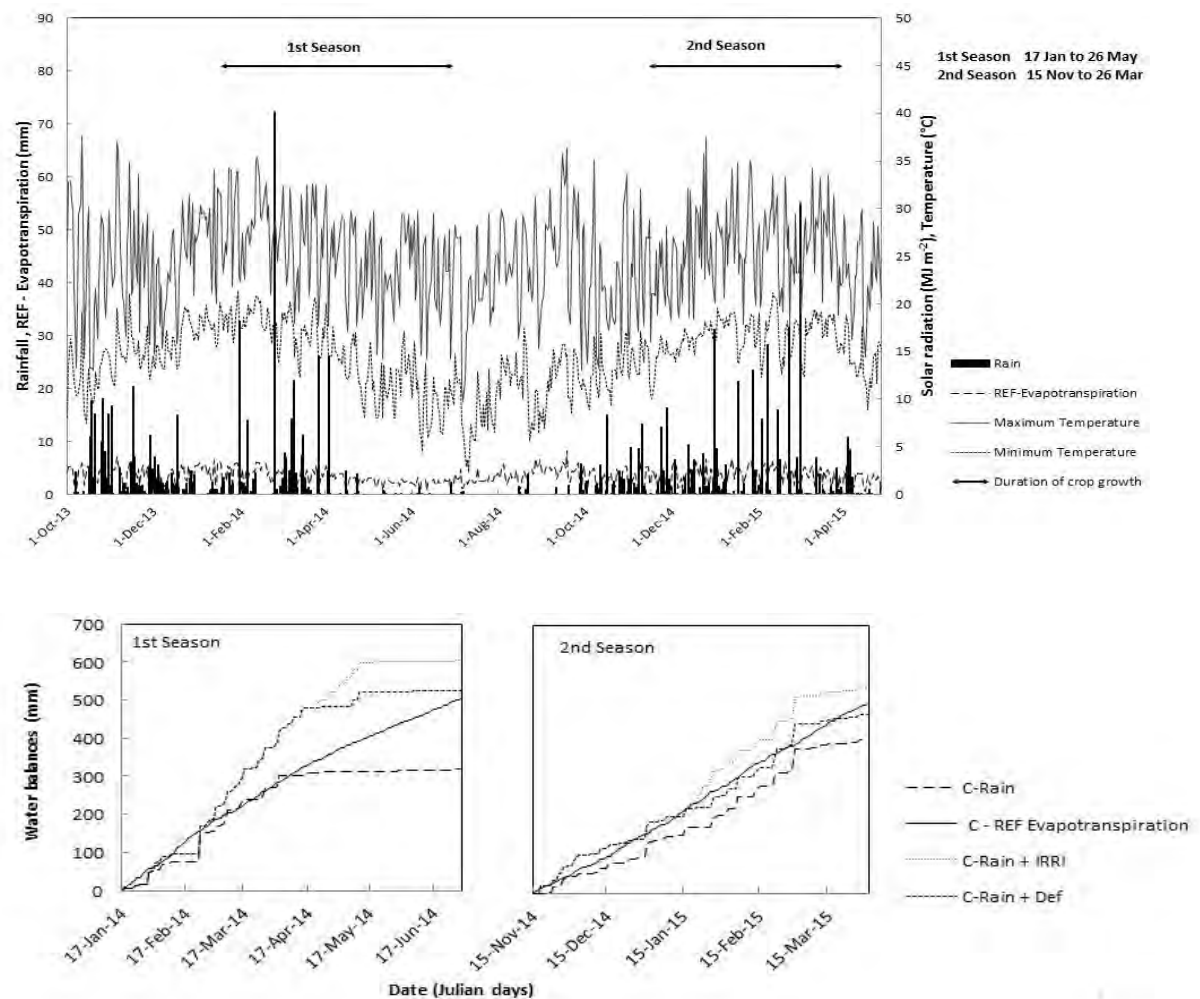 90
80
70
60
50
40
30
20
10
0
Rainfall , REF - Evapotranspiration (mm)
1st Season
2nd Season
50
45
40
35
30
25
20
15
10
5
0
Solar radiation (MJ m-2), Temperature (°C)
1st Season 17 Jan to 26 May
2nd Season 15 Nov to 26 Mar
Rain
REF-Evapotranspiration
Maximum Temperature
Minimum Temperature
Duration of crop growth
1-Oct-13
1-Dec-13
1-Feb-14
1-Apr-14
1-Jun-14
1-Aug-14
1-Oct-14
1-Dec-14
1-Feb-15
1-Apr-15
700
600
500
400
300
200
100
0
Water balances (mm)
1st Season
2nd Season
17-Jan-14
17-Feb-14
17-Mar-14
17-Apr-14
17-May-14
17-Jun-14
15-Nov-14
15-Dec-14
15-Jan-15
15-Feb-15
15-Mar-15
C-Rain
C - REF Evapotranspiration
C-Rain + IRRI
C-Rain + Def
Date (Julian days)